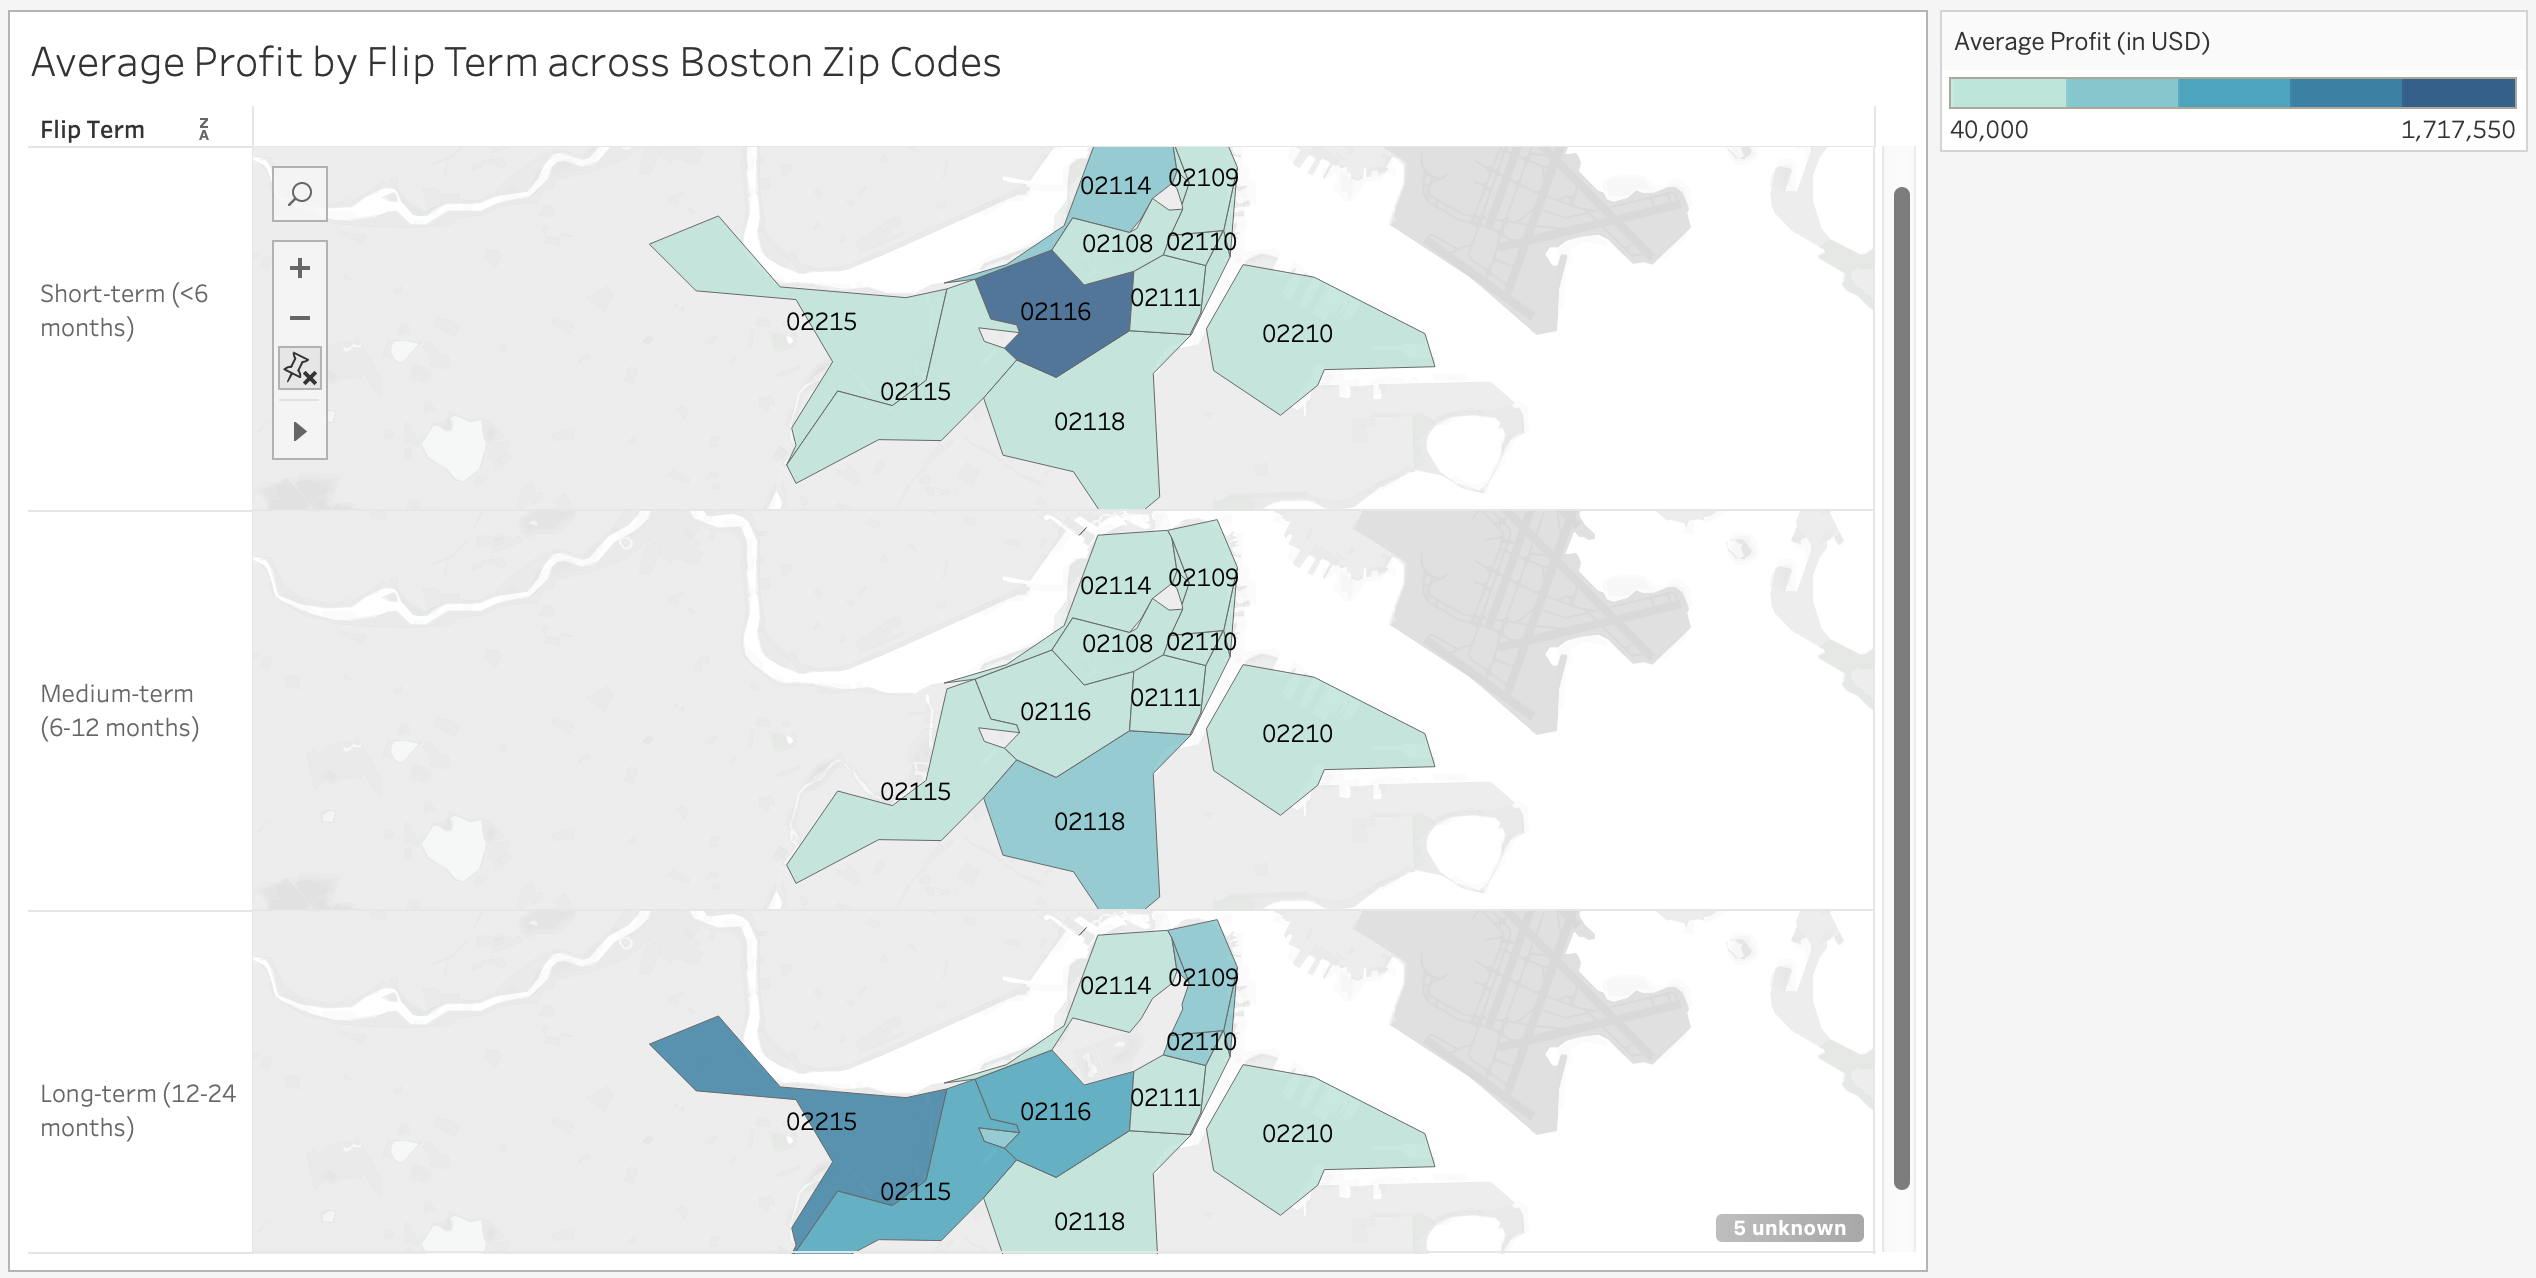 Average Profit by Flip Term across Boston Zip Codes
Average Profit (in USD)
40,000
1,717,550
Flip Term
Z
A
Short-term (<6
months)
02114
02109
02108
02110
02116
02111
02215
02210
02115
02118
Medium-term
(6-12 months)
02114
02109
02108
02110
02116
02111
02210
02115
02118
Long-term (12-24
months)
02114
02109
02110
02116
02111
02215
02210
02115
02118
5 unknown